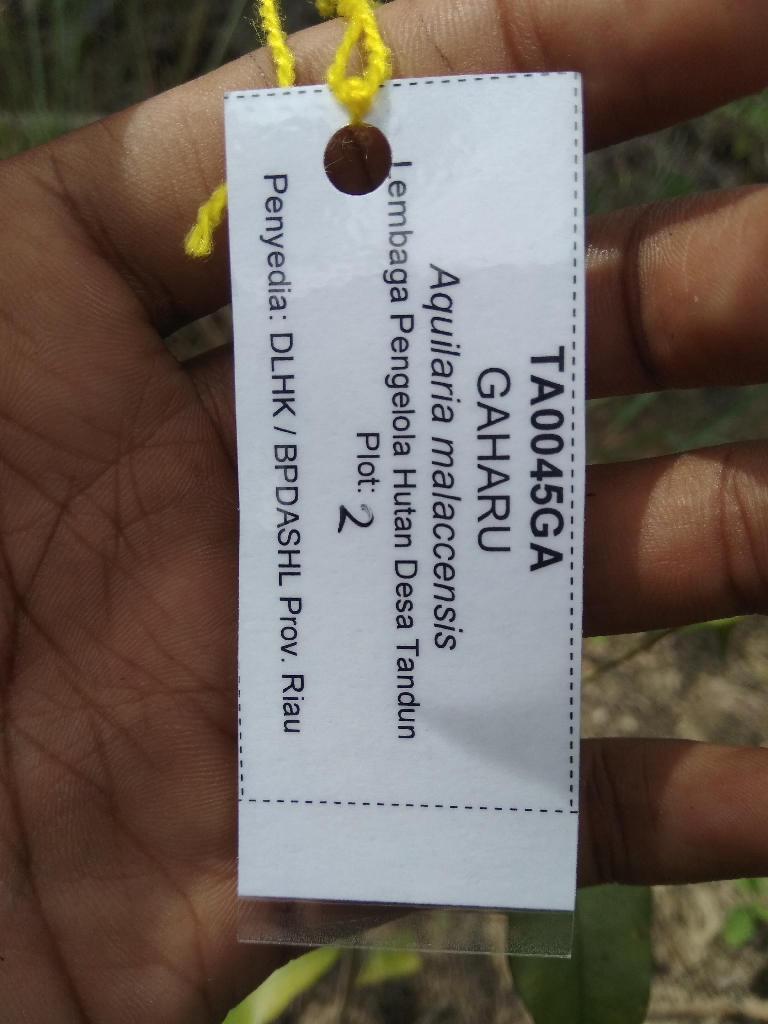 TA0045GA
GAHARU
Aquilaria malaccensis
Lembaga Pengelola Hutan Desa Tandun
Plot: 2
Penyedia: DLHK / BPDASHL Prov. Riau